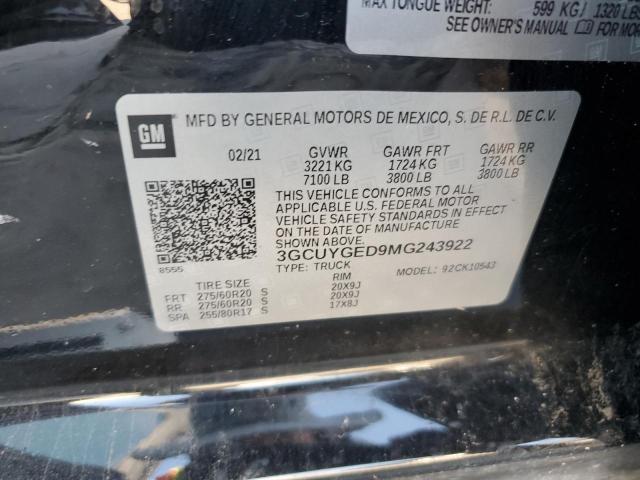 MAX TONGUE WEIGHT: 599 KG/ 1320 LB
SEE OWNER'S MANUAL FOR MORE
GM
MFD BY GENERAL MOTORS DE MEXICO, S. DE R.L. DE C.V.
02/21 GVWR GAWR FRT GAWR RR
3221 KG 1724 KG 1724 KG
7100 LB 3800 LB 3800 LB
THIS VEHICLE CONFORMS TO ALL
APPLICABLE U.S. FEDERAL MOTOR
VEHICLE SAFETY STANDARDS IN EFFECT
ON THE DATE OF MANUFACTURE
SHOWN ABOVE.
3GCUYGED9MG243922
8555 TYPE: TRUCK MODEL: 92CK10543
TIRE SIZE RIM
FRT 275/60R20 S 20X9J
RR 275/60R20 S 20X9J
SPA 255/80R17 S 17X8J